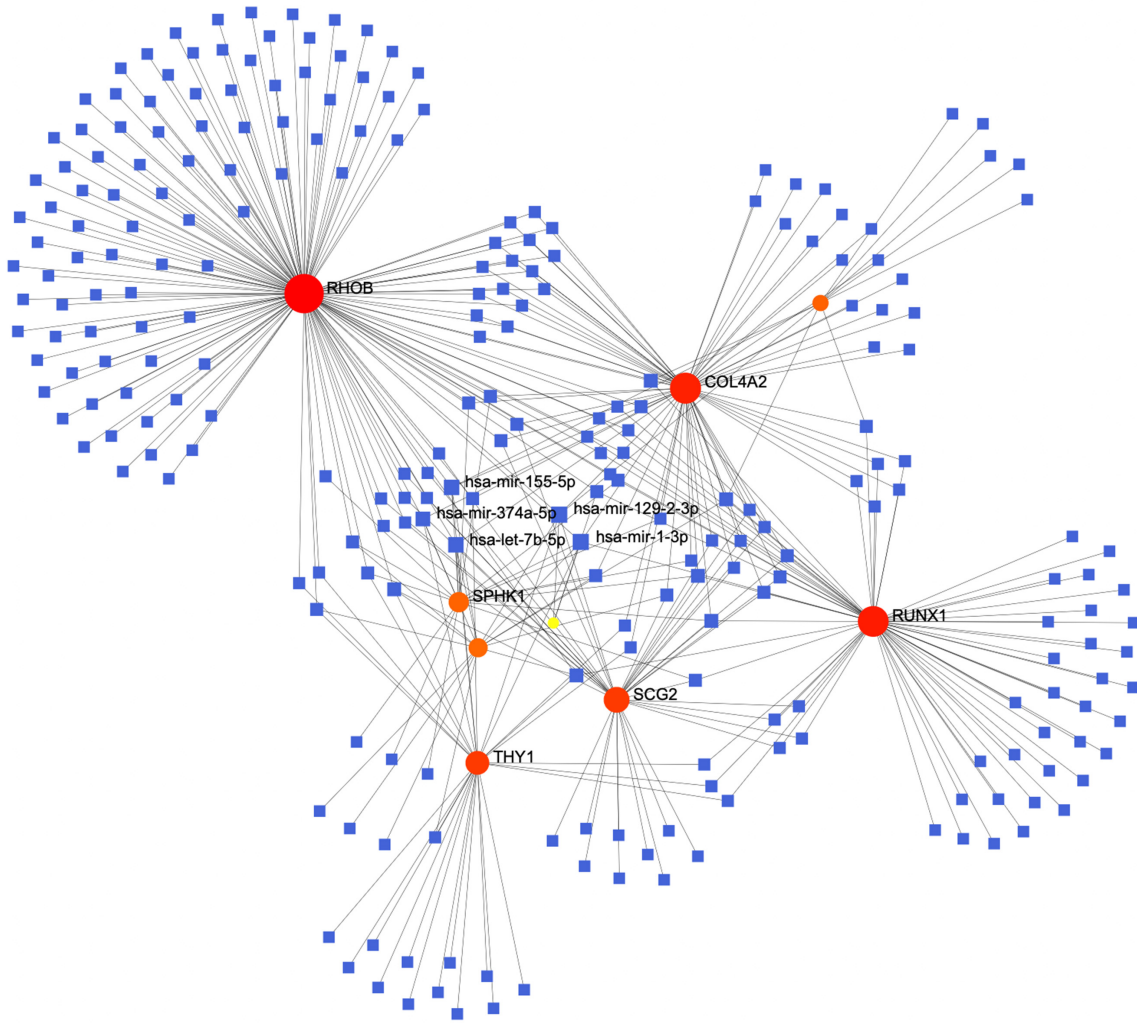 RHOB
COL4A2
hsa-mir-155-5p
hsa-mir-129-2-3p
hsa-mir-374a-5p
hsa-let-7b-5p
hsa-mir-1-3p
SPHK1
RUNX1
SCG2
THY1